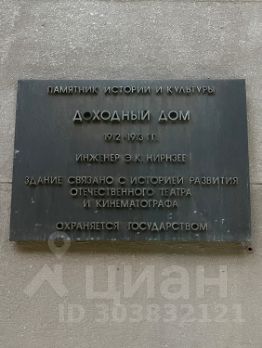 ПАМЯТНИК ИСТОРИИ И КУЛЬТУРЫ
ДОХОДНЫЙ ДОМ
1912-1913 ГГ.
ИНЖЕНЕР Э.К. НИРНЗЕЕ
ЗДАНИЕ СВЯЗАНО С ИСТОРИЕЙ РАЗВИТИЯ
ОТЕЧЕСТВЕННОГО ТЕАТРА
И КИНЕМАТОГРАФА
ОХРАНЯЕТСЯ ГОСУДАРСТВОМ
циан
ID 303832121